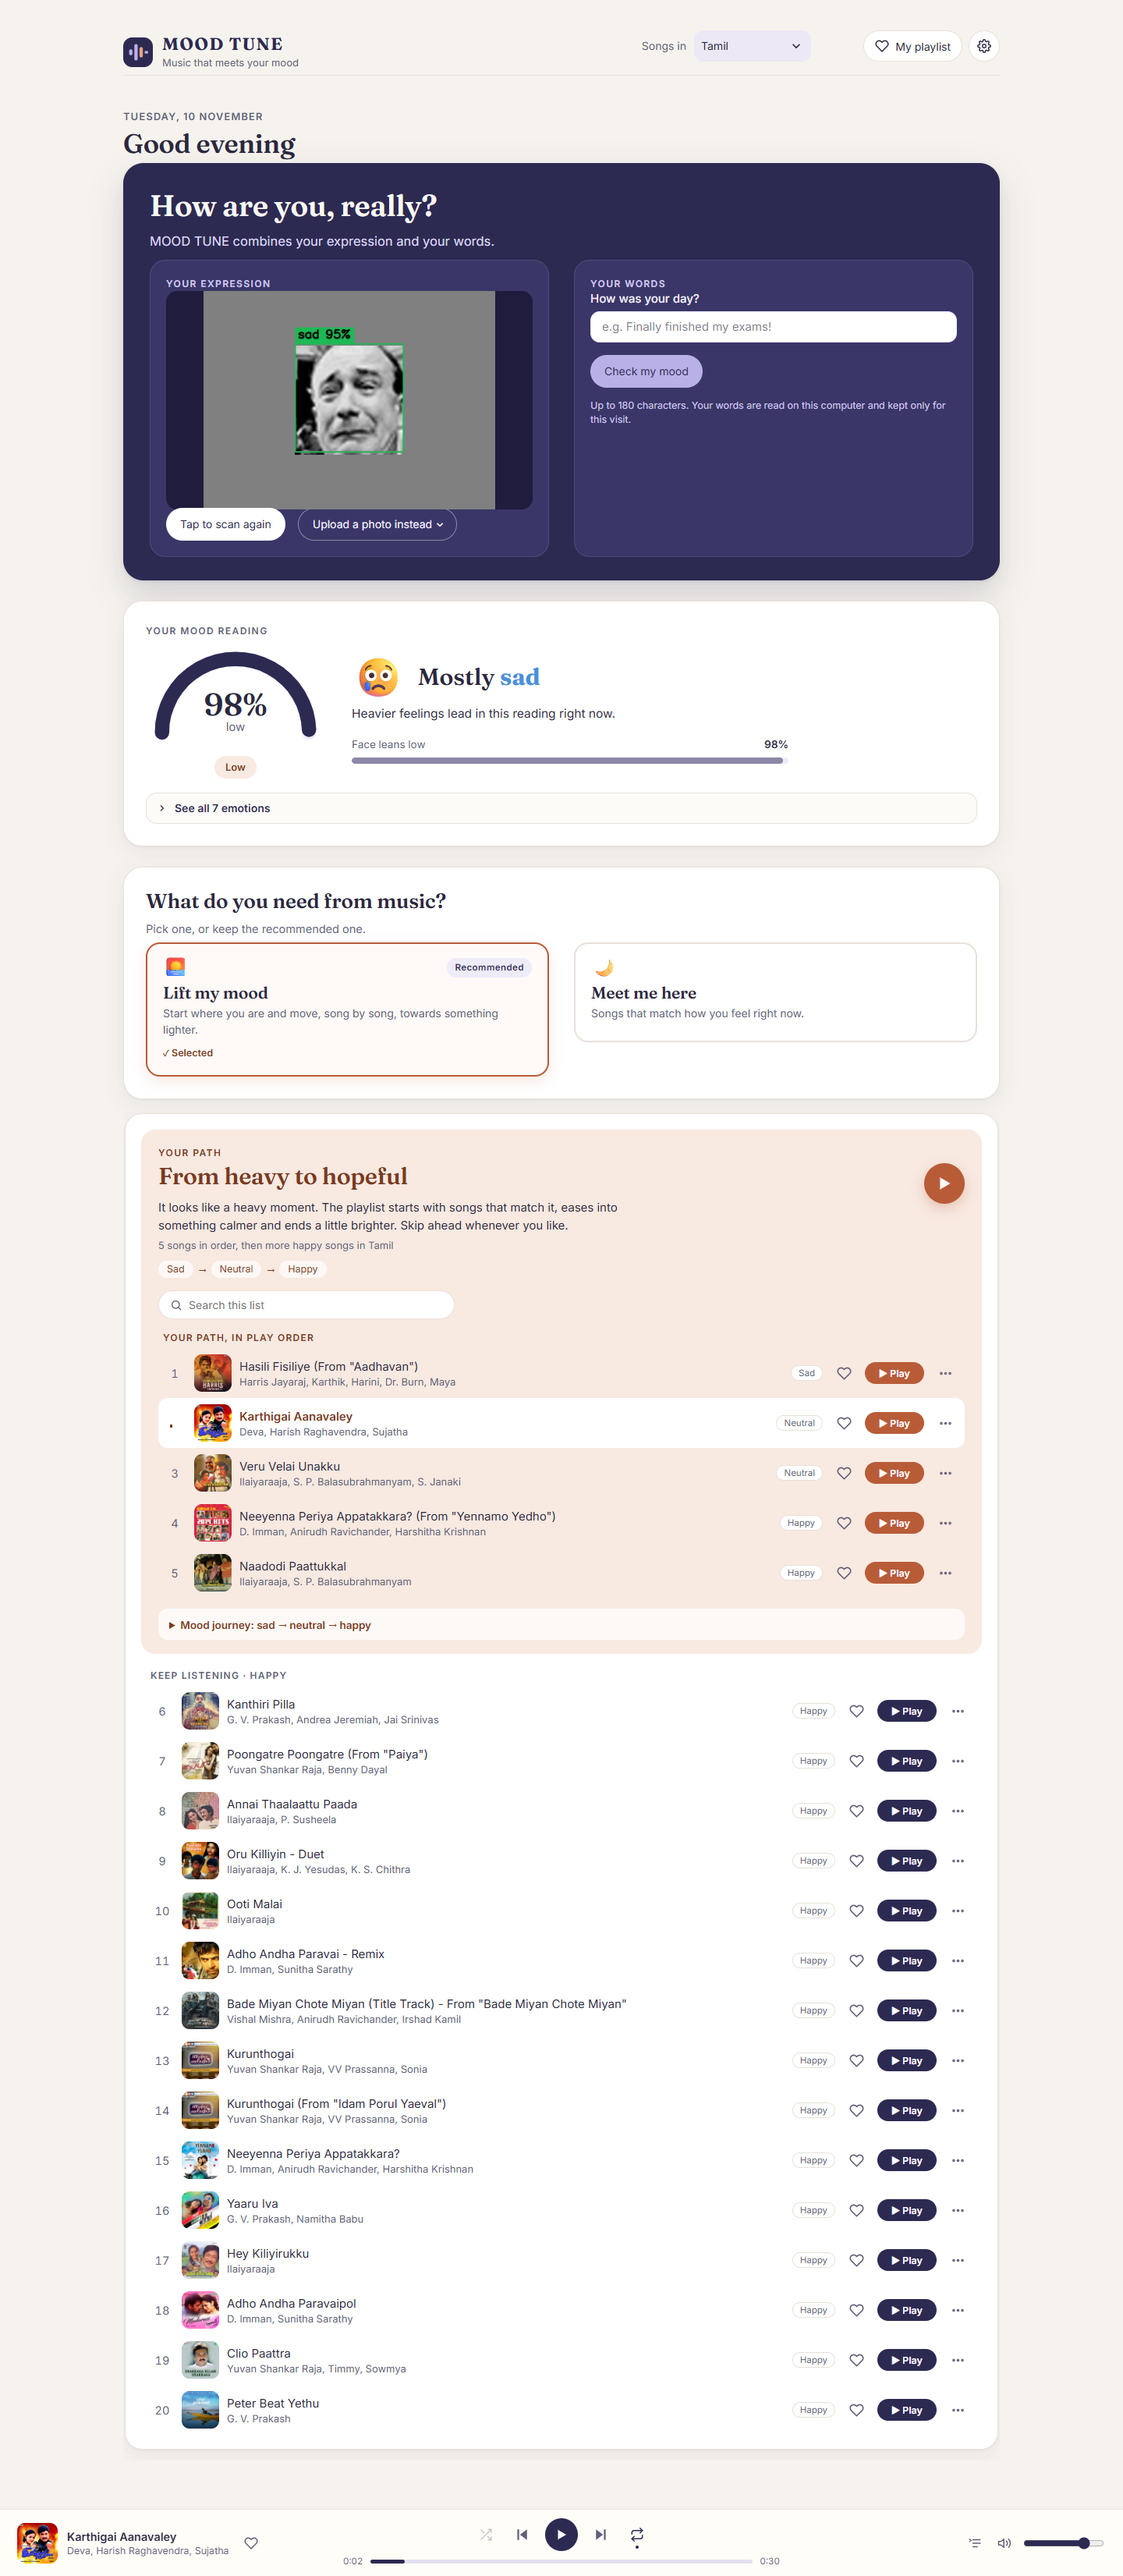 MOOD TUNE
Music that meets your mood
Songs in
Tamil
My playlist
TUESDAY, 10 NOVEMBER
Good evening
How are you, really?
MOOD TUNE combines your expression and your words.
YOUR EXPRESSION
sad 95%
Tap to scan again
Upload a photo instead
YOUR WORDS
How was your day?
e.g. Finally finished my exams!
Check my mood
Up to 180 characters. Your words are read on this computer and kept only for
this visit.
YOUR MOOD READING
98%
low
Low
Mostly sad
Heavier feelings lead in this reading right now.
Face leans low 98%
See all 7 emotions
What do you need from music?
Pick one, or keep the recommended one.
Recommended
Lift my mood
Start where you are and move, song by song, towards something
lighter.
✓ Selected
Meet me here
Songs that match how you feel right now.
YOUR PATH
From heavy to hopeful
It looks like a heavy moment. The playlist starts with songs that match it, eases into
something calmer and ends a little brighter. Skip ahead whenever you like.
5 songs in order, then more happy songs in Tamil
Sad → Neutral → Happy
Search this list
YOUR PATH, IN PLAY ORDER
1 Hasili Fisiliye (From "Aadhavan") Sad Play
Harris Jayaraj, Karthik, Harini, Dr. Burn, Maya
Karthigai Aanavaley Neutral Play
Deva, Harish Raghavendra, Sujatha
3 Veru Velai Unakku Neutral Play
Ilaiyaraaja, S. P. Balasubrahmanyam, S. Janaki
4 Neeyenna Periya Appatakkara? (From "Yennamo Yedho") Happy Play
D. Imman, Anirudh Ravichander, Harshitha Krishnan
5 Naadodi Paattukkal Happy Play
Ilaiyaraaja, S. P. Balasubrahmanyam
Mood journey: sad → neutral → happy
KEEP LISTENING · HAPPY
6 Kanthiri Pilla Happy Play
G. V. Prakash, Andrea Jeremiah, Jai Srinivas
7 Poongatre Poongatre (From "Paiya") Happy Play
Yuvan Shankar Raja, Benny Dayal
8 Annai Thaalaattu Paada Happy Play
Ilaiyaraaja, P. Susheela
9 Oru Killiyin - Duet Happy Play
Ilaiyaraaja, K. J. Yesudas, K. S. Chithra
10 Ooti Malai Happy Play
Ilaiyaraaja
11 Adho Andha Paravai - Remix Happy Play
D. Imman, Sunitha Sarathy
12 Bade Miyan Chote Miyan (Title Track) - From "Bade Miyan Chote Miyan" Happy Play
Vishal Mishra, Anirudh Ravichander, Irshad Kamil
13 Kurunthogai Happy Play
Yuvan Shankar Raja, VV Prassanna, Sonia
14 Kurunthogai (From "Idam Porul Yaeval") Happy Play
Yuvan Shankar Raja, VV Prassanna, Sonia
15 Neeyenna Periya Appatakkara? Happy Play
D. Imman, Anirudh Ravichander, Harshitha Krishnan
16 Yaaru Iva Happy Play
G. V. Prakash, Namitha Babu
17 Hey Kiliyirukku Happy Play
Ilaiyaraaja
18 Adho Andha Paravaipol Happy Play
D. Imman, Sunitha Sarathy
19 Clio Paattra Happy Play
Yuvan Shankar Raja, Timmy, Sowmya
20 Peter Beat Yethu Happy Play
G. V. Prakash
Karthigai Aanavaley
Deva, Harish Raghavendra, Sujatha
0:02 0:30